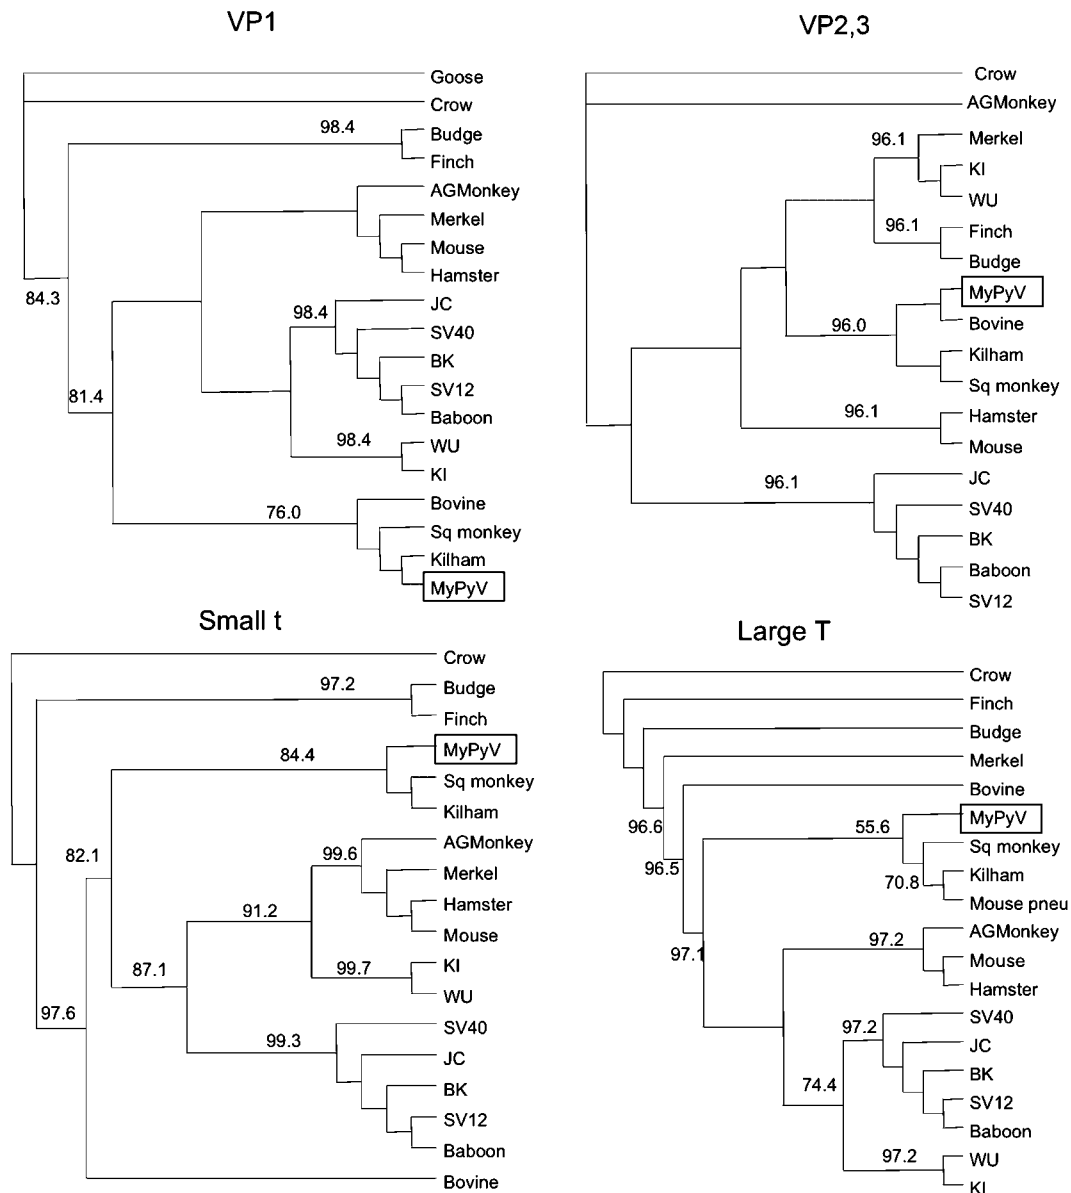 VP1
Goose
Crow
98.4
Budge
Finch
AGMonkey
Merkel
Mouse
Hamster
84.3
JC
98.4
SV40
BK
SV12
81.4
Baboon
98.4
WU
KI
Bovine
76.0
Sq monkey
Kilham
MyPyV
VP2,3
Crow
AGMonkey
96.1
Merkel
KI
WU
96.1
Finch
Budge
MyPyV
96.0
Bovine
Kilham
Sq monkey
96.1
Hamster
Mouse
96.1
JC
SV40
BK
Baboon
SV12
Small t
Crow
97.2
Budge
Finch
MyPyV
84.4
Sq monkey
Kilham
82.1
AGMonkey
99.6
Merkel
91.2
Hamster
Mouse
87.1
99.7
KI
WU
97.6
SV40
99.3
JC
BK
SV12
Baboon
Bovine
Large T
Crow
Finch
Budge
Merkel
Bovine
96.6
55.6
MyPyV
Sq monkey
96.5
70.8
Kilham
Mouse pneu
97.1
97.2
AGMonkey
Mouse
Hamster
97.2
SV40
JC
74.4
BK
SV12
Baboon
97.2
WU
KI